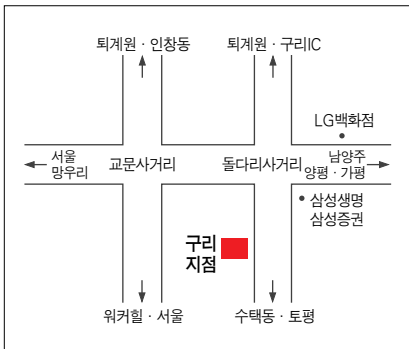 퇴계원 · 인창동
퇴계원 · 구리IC
LG백화점
서울
망우리
교문사거리
돌다리사거리
남양주
양평 · 가평
삼성생명
삼성증권
구리
지점
워커힐 · 서울
수택동 · 토평